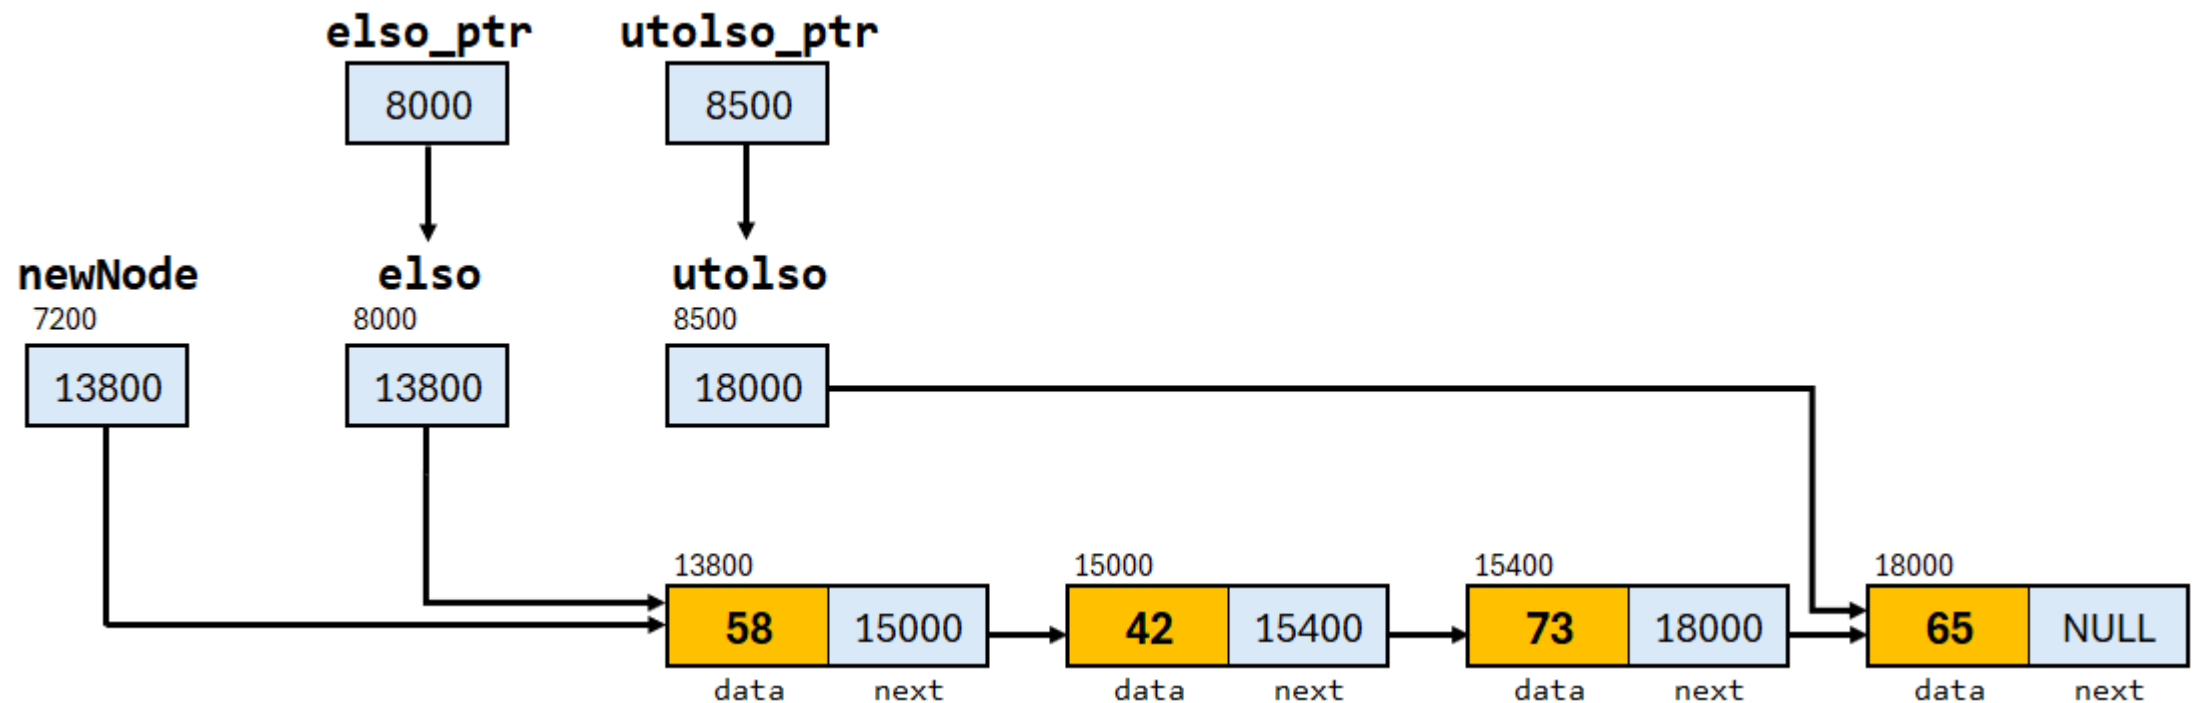 elso_ptr utolso_ptr
8000 8500
newNode elso utolso
7200 8000 8500
13800 13800 18000
13800 15000 15400 18000
58 15000 42 15400 73 18000 65 NULL
data next data next data next data next